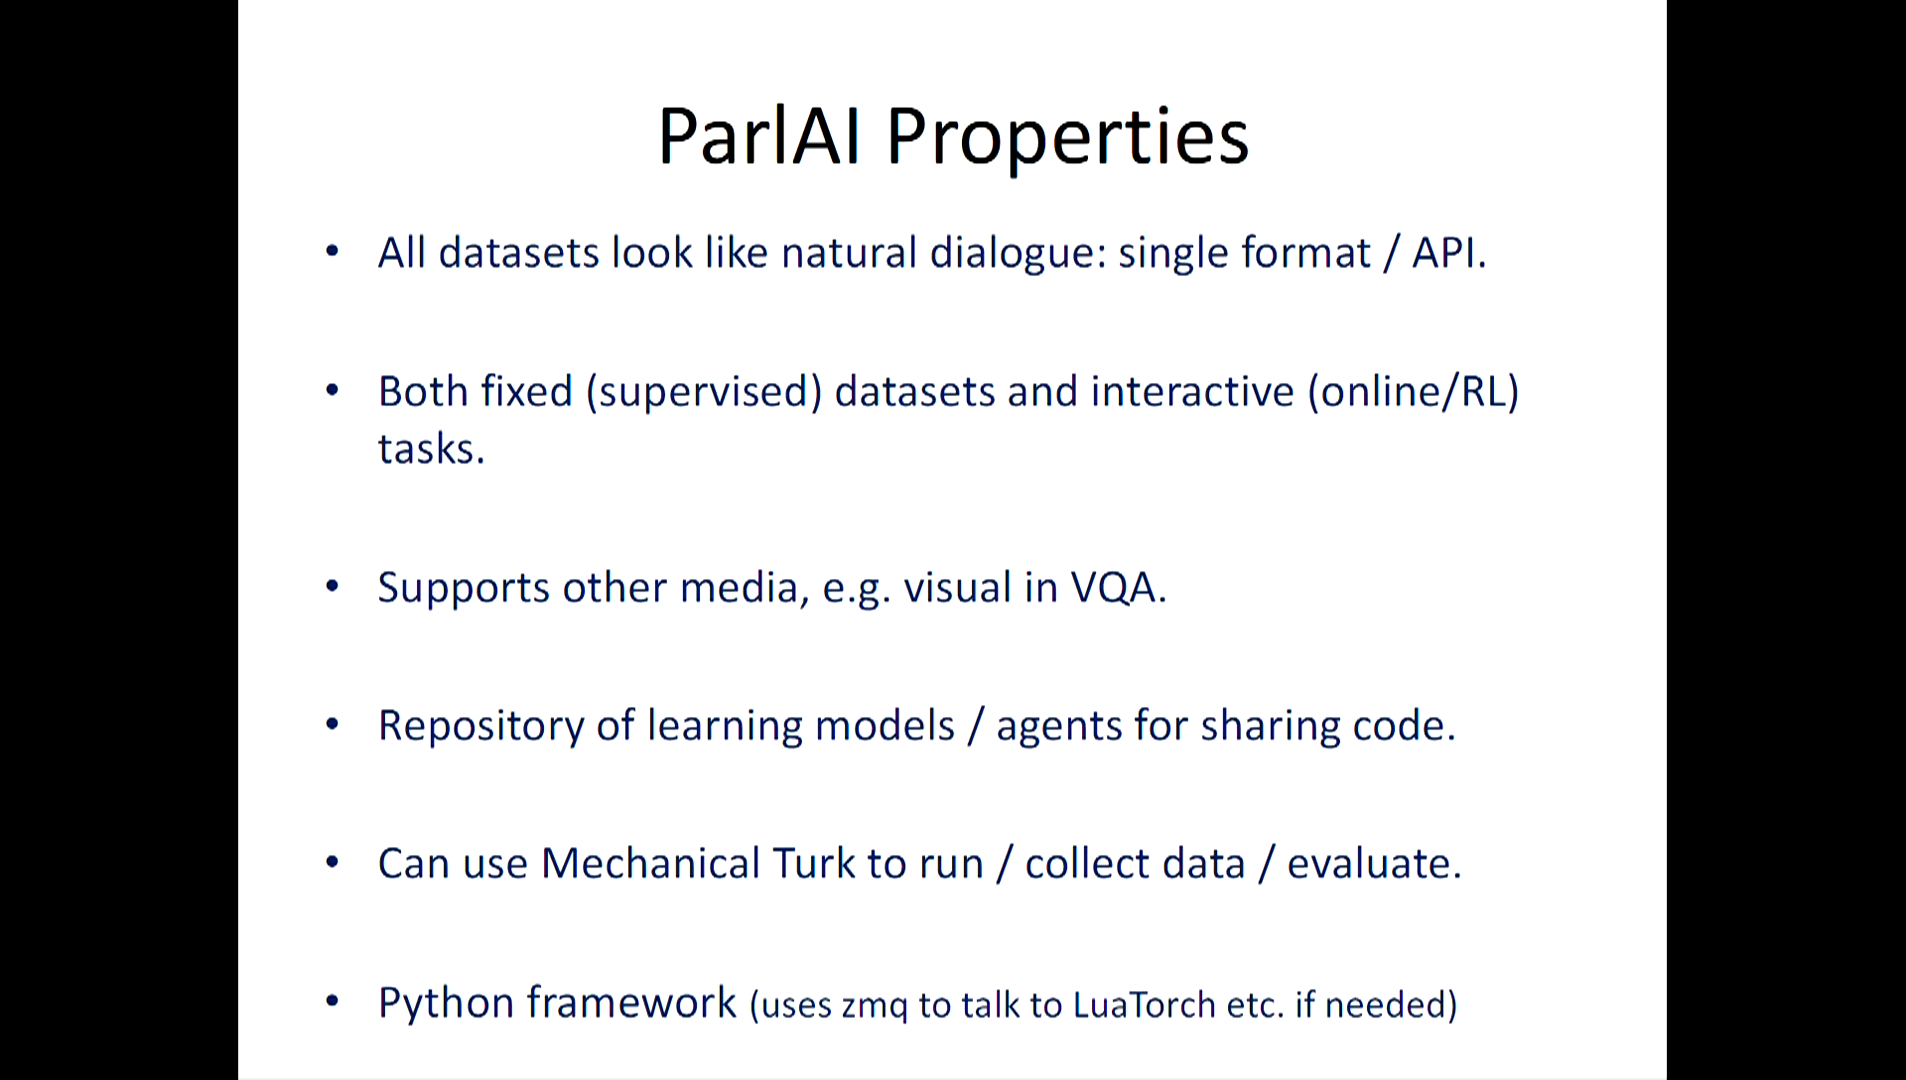 ParlAI Properties
• All datasets look like natural dialogue: single format / API.
• Both fixed (supervised) datasets and interactive (online/RL)
tasks.
• Supports other media, e.g. visual in VQA.
• Repository of learning models / agents for sharing code.
• Can use Mechanical Turk to run / collect data / evaluate.
• Python framework (uses zmq to talk to LuaTorch etc. if needed)